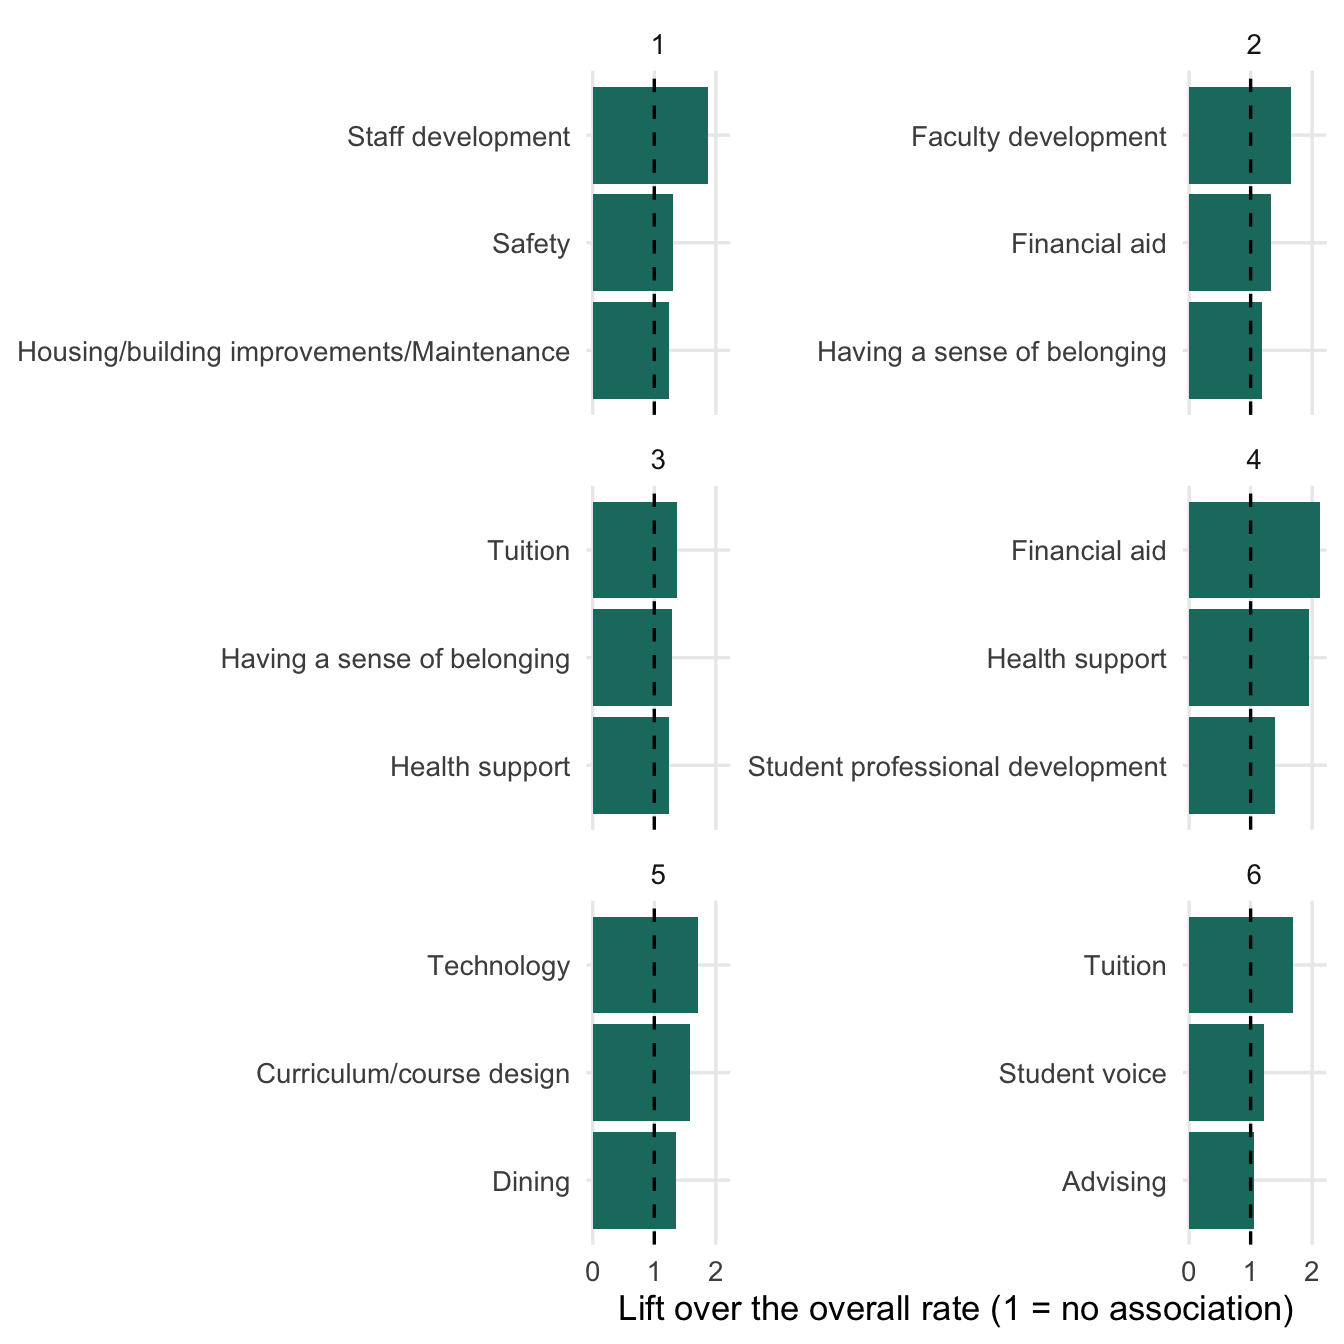 1
Staff development
Safety
Housing/building improvements/Maintenance
2
Faculty development
Financial aid
Having a sense of belonging
3
Tuition
Having a sense of belonging
Health support
4
Financial aid
Health support
Student professional development
5
Technology
Curriculum/course design
Dining
0 1 2
6
Tuition
Student voice
Advising
0 1 2
Lift over the overall rate (1 = no association)